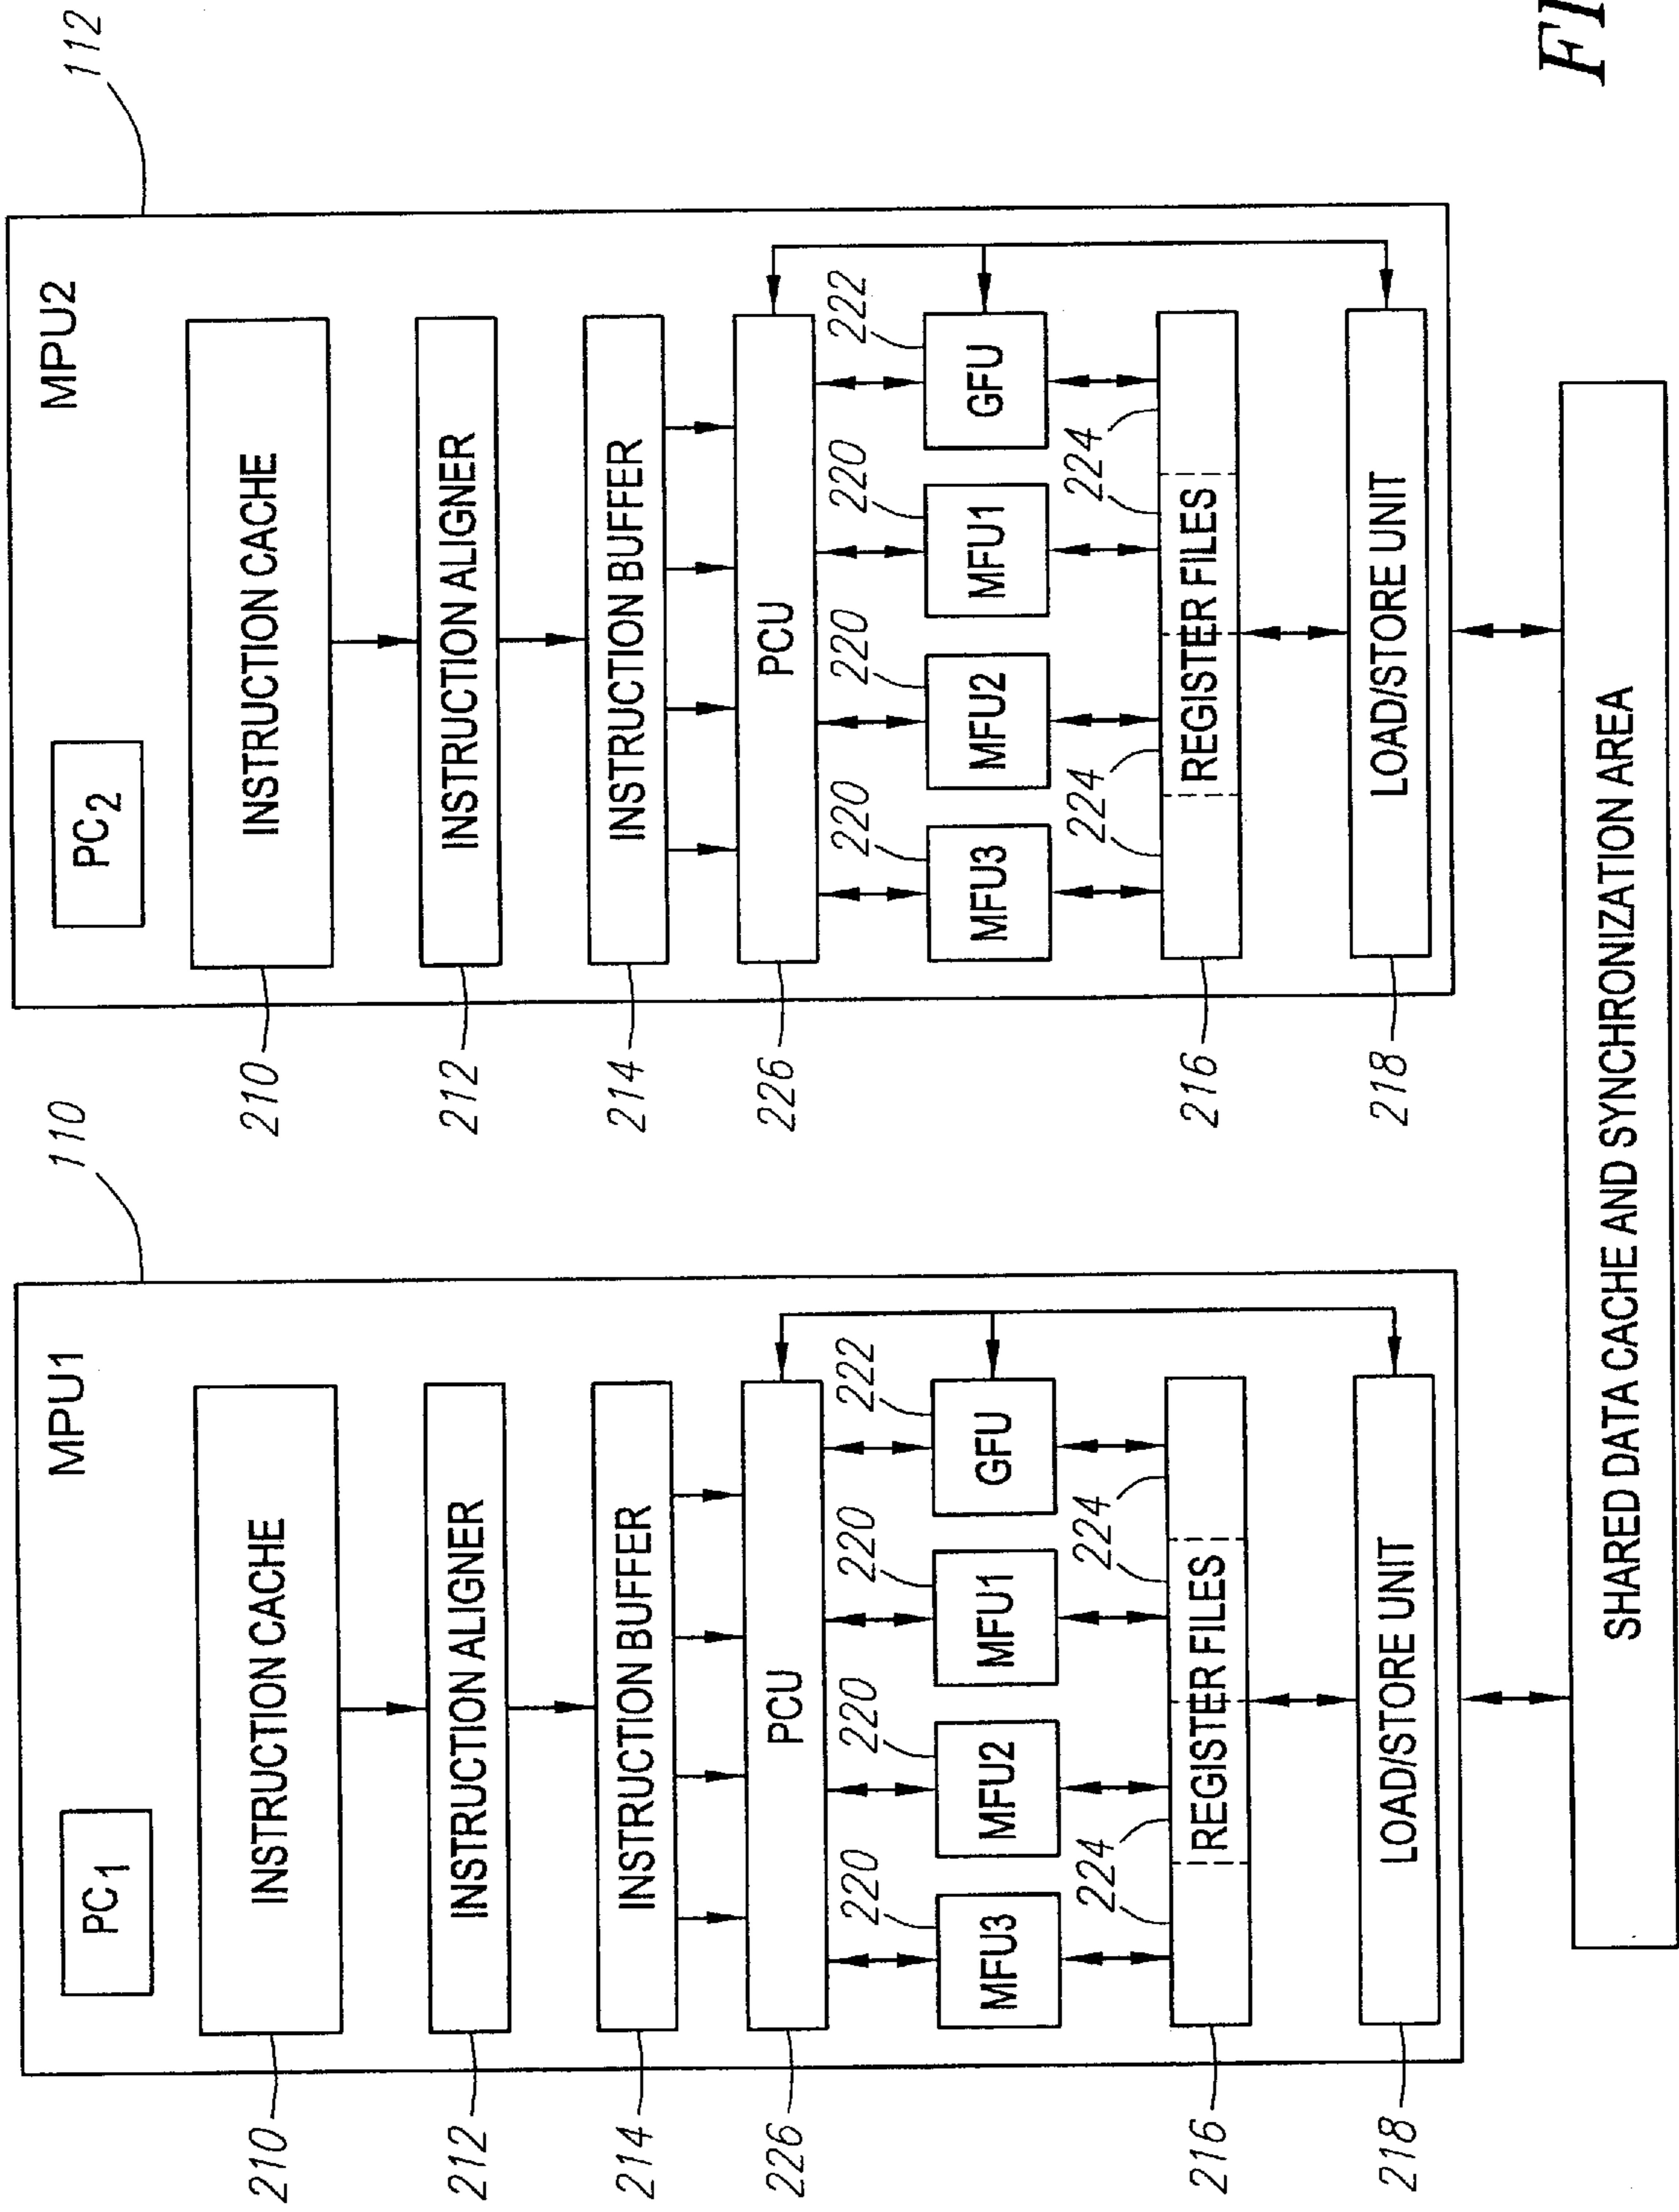 110
MPU1
PC1
INSTRUCTION CACHE
210
INSTRUCTION ALIGNER
212
INSTRUCTION BUFFER
214
PCU
226
220
220
220
222
MFU3
MFU2
MFU1
GFU
224
224
REGISTER FILES
216
LOAD/STORE UNIT
218
112
MPU2
PC2
INSTRUCTION CACHE
210
INSTRUCTION ALIGNER
212
INSTRUCTION BUFFER
214
PCU
226
220
220
220
222
MFU3
MFU2
MFU1
GFU
224
224
REGISTER FILES
216
LOAD/STORE UNIT
218
SHARED DATA CACHE AND SYNCHRONIZATION AREA